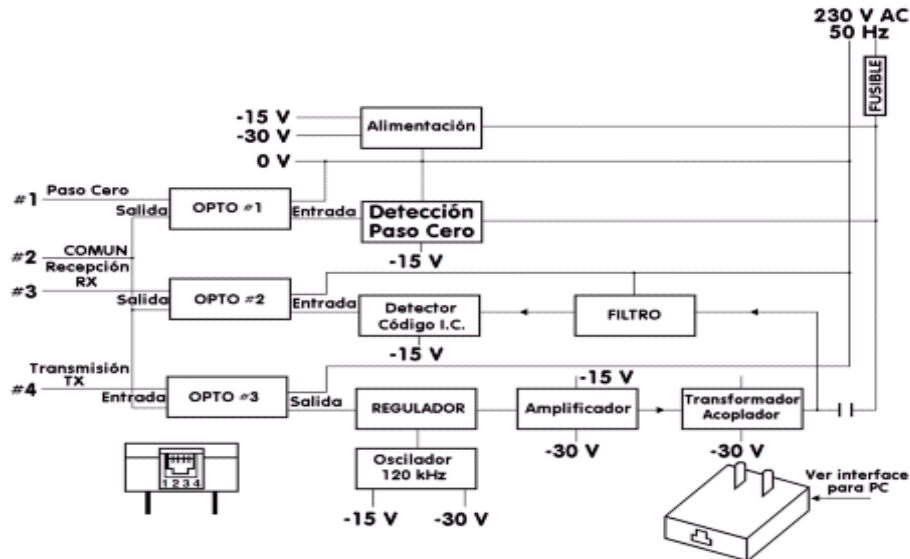 230 V AC
50 Hz
FUSIBLE
-15 V
-30 V
Alimentación
0 V
#1 Paso Cero
Salida
OPTO #1
Entrada
Detección
Paso Cero
-15 V
#2 COMUN
Recepción
#3 RX
Salida
OPTO #2
Entrada
Detector
Código I.C.
FILTRO
-15 V
Transmisión
#4 TX
Entrada
OPTO #3
Salida
REGULADOR
-15 V
Amplificador
-30 V
Transformador
Acoplador
-30 V
Oscilador
120 kHz
-15 V
-30 V
1 2 3 4
Ver interface
para PC